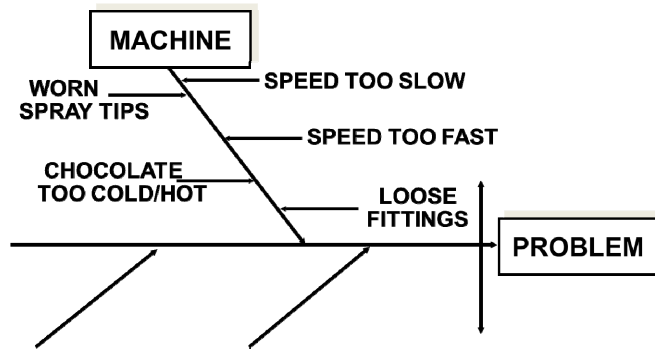 MACHINE
SPEED TOO SLOW
WORN
SPRAY TIPS
SPEED TOO FAST
CHOCOLATE
TOO COLD/HOT
LOOSE
FITTINGS
PROBLEM